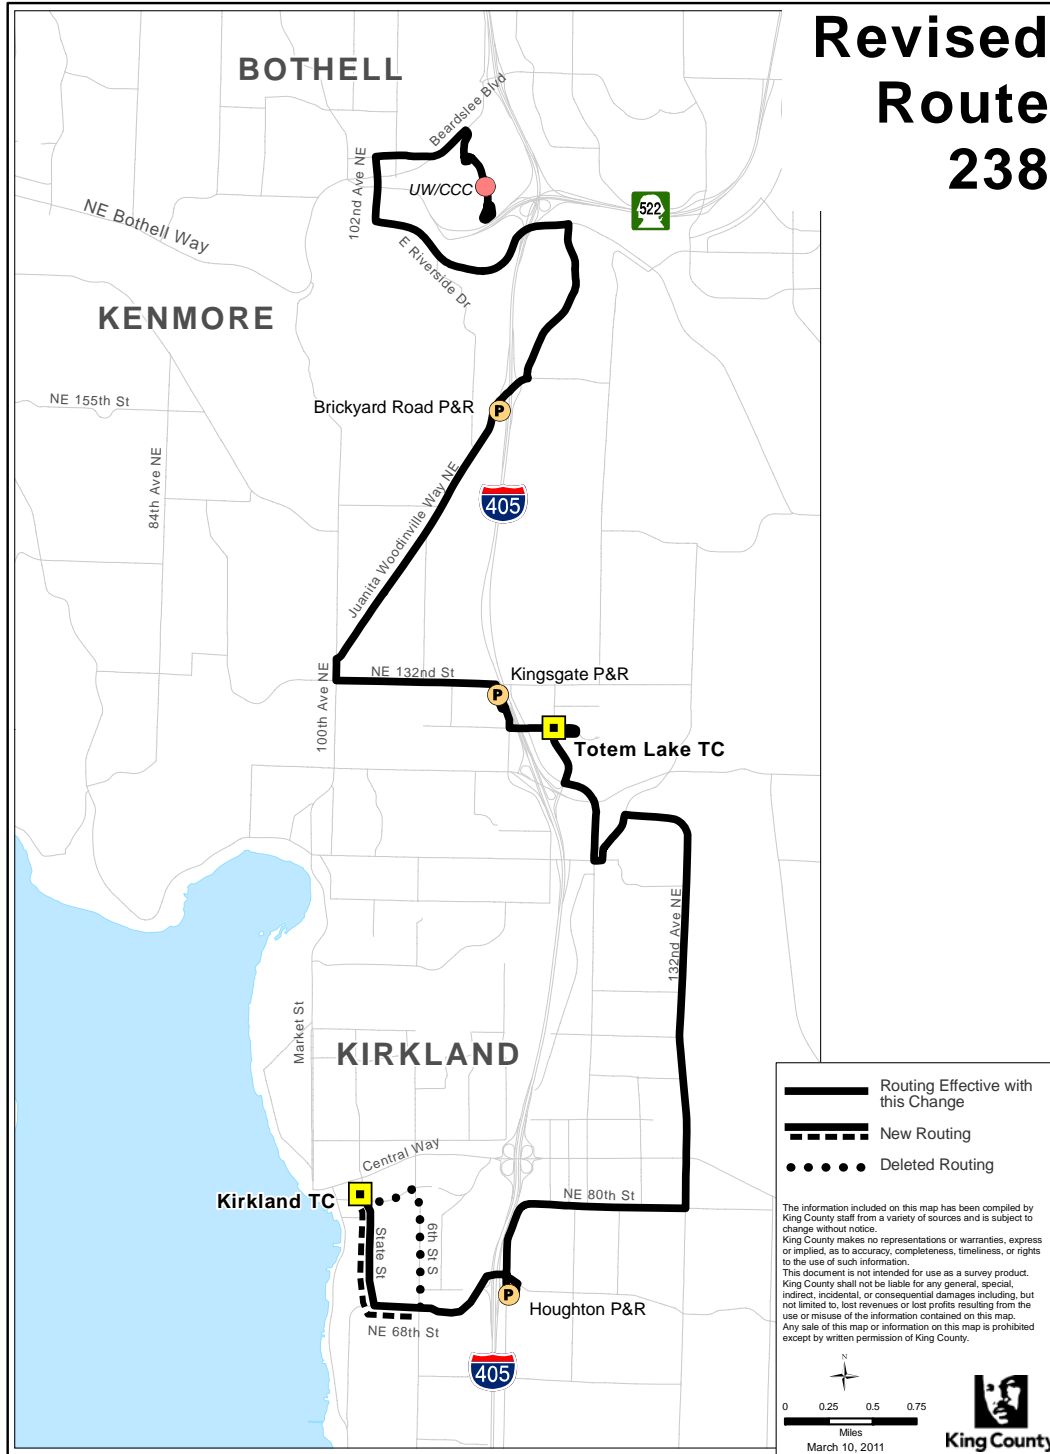 Revised
Route
238
BOTHELL
Beardslee Blvd
102nd Ave NE
UW/CCC
522
NE Bothell Way
E Riverside Dr
KENMORE
NE 155th St
Brickyard Road P&R
P
84th Ave NE
405
Juanita Woodinville Way NE
NE 132nd St
Kingsgate P&R
P
100th Ave NE
Totem Lake TC
132nd Ave NE
Market St
KIRKLAND
Central Way
NE 80th St
Kirkland TC
State St
6th St S
P
Houghton P&R
NE 68th St
405
Routing Effective with
this Change
New Routing
Deleted Routing
The information included on this map has been compiled by
King County staff from a variety of sources and is subject to
change without notice.
King County makes no representations or warranties, express
or implied, as to accuracy, completeness, timeliness, or rights
to the use of such information.
This document is not intended for use as a survey product.
King County shall not be liable for any general, special,
indirect, incidental, or consequential damages including, but
not limited to, lost revenues or lost profits resulting from the
use or misuse of the information contained on this map.
Any sale of this map or information on this map is prohibited
except by written permission of King County.
N
0 0.25 0.5 0.75
Miles
March 10, 2011
King County